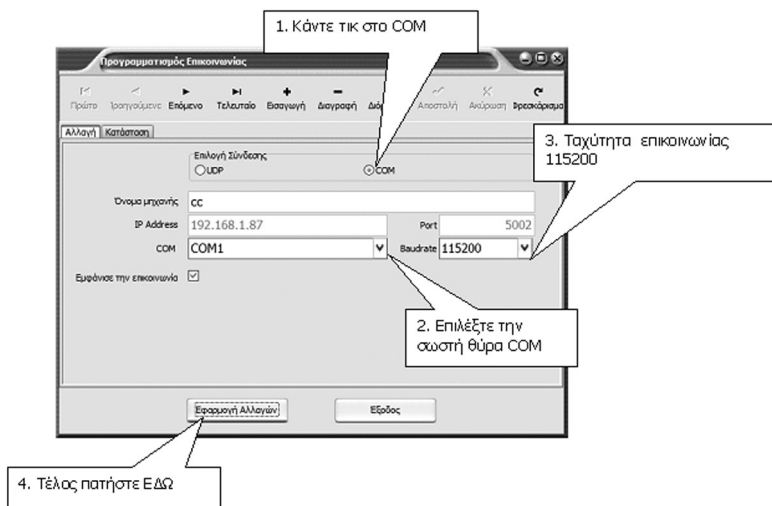 1. Κάντε τικ στο COM
Προγραμματισμός Επικοινωνίας
Πρώτο Ιροηγούμενε Επόμενο Τελευταίο Εισαγωγή Διαγραφή Αποστολή Ακύρωση Φρεσκάρισμα
Αλλαγή Κατάσταση
Επιλογή Σύνδεσης
UDP COM
3. Ταχύτητα επικοινωνίας
115200
Όνομα μηχανής cc
IP Address 192.168.1.87 Port 5002
COM COM1 Baudrate 115200
Εμφάνισε την επικοινωνία
2. Επιλέξτε την
σωστή θύρα COM
Εφαρμογή Αλλαγών Εξοδος
4. Τέλος πατήστε ΕΔΩ